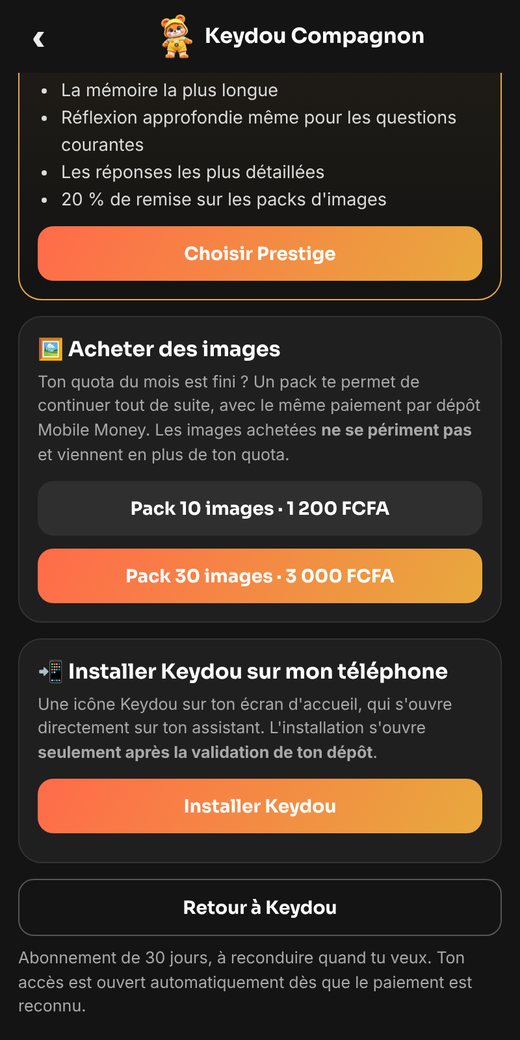 Keydou Compagnon
La mémoire la plus longue
Réflexion approfondie même pour les questions
courantes
Les réponses les plus détaillées
20 % de remise sur les packs d'images
Choisir Prestige
Acheter des images
Ton quota du mois est fini ? Un pack te permet de
continuer tout de suite, avec le même paiement par dépôt
Mobile Money. Les images achetées ne se périment pas
et viennent en plus de ton quota.
Pack 10 images · 1 200 FCFA
Pack 30 images · 3 000 FCFA
Installer Keydou sur mon téléphone
Une icône Keydou sur ton écran d'accueil, qui s'ouvre
directement sur ton assistant. L'installation s'ouvre
seulement après la validation de ton dépôt.
Installer Keydou
Retour à Keydou
Abonnement de 30 jours, à reconduire quand tu veux. Ton
accès est ouvert automatiquement dès que le paiement est
reconnu.